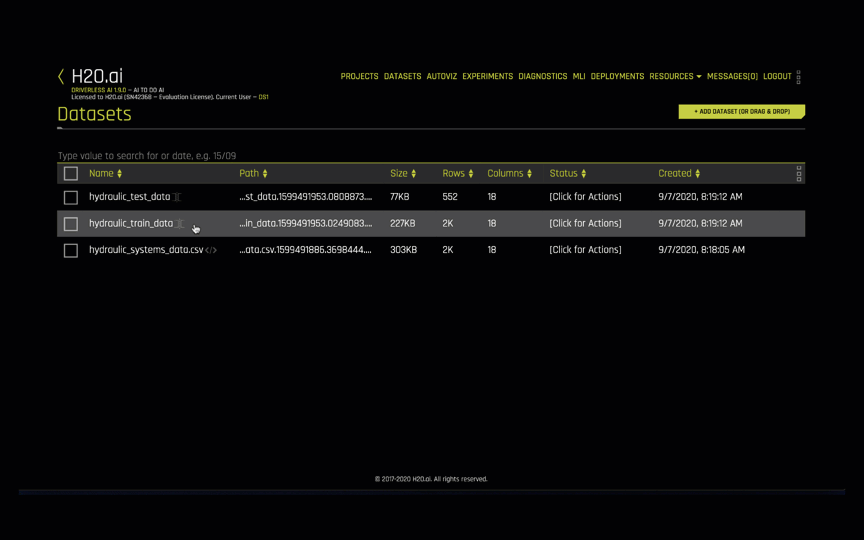 H2O.ai
PROJECTS DATASETS AUTOVIZ EXPERIMENTS DIAGNOSTICS MLI DEPLOYMENTS RESOURCES MESSAGES[0] LOGOUT
DRIVERLESS AI 1.9.0 – AI TO DO AI
Licensed to H2O.ai (SN42368 – Evaluation License). Current User – DS1
Datasets
+ ADD DATASET (OR DRAG & DROP)
Type value to search for or date, e.g. 15/09
Name Path Size Rows Columns Status Created
hydraulic_test_data ...st_data.1599491953.0808873.... 77KB 552 18 [Click for Actions] 9/7/2020, 8:19:12 AM
hydraulic_train_data ...in_data.1599491953.0249083.... 227KB 2K 18 [Click for Actions] 9/7/2020, 8:19:12 AM
hydraulic_systems_data.csv </> ...ata.csv.1599491886.3698444.... 303KB 2K 18 [Click for Actions] 9/7/2020, 8:18:05 AM
© 2017-2020 H2O.ai. All rights reserved.